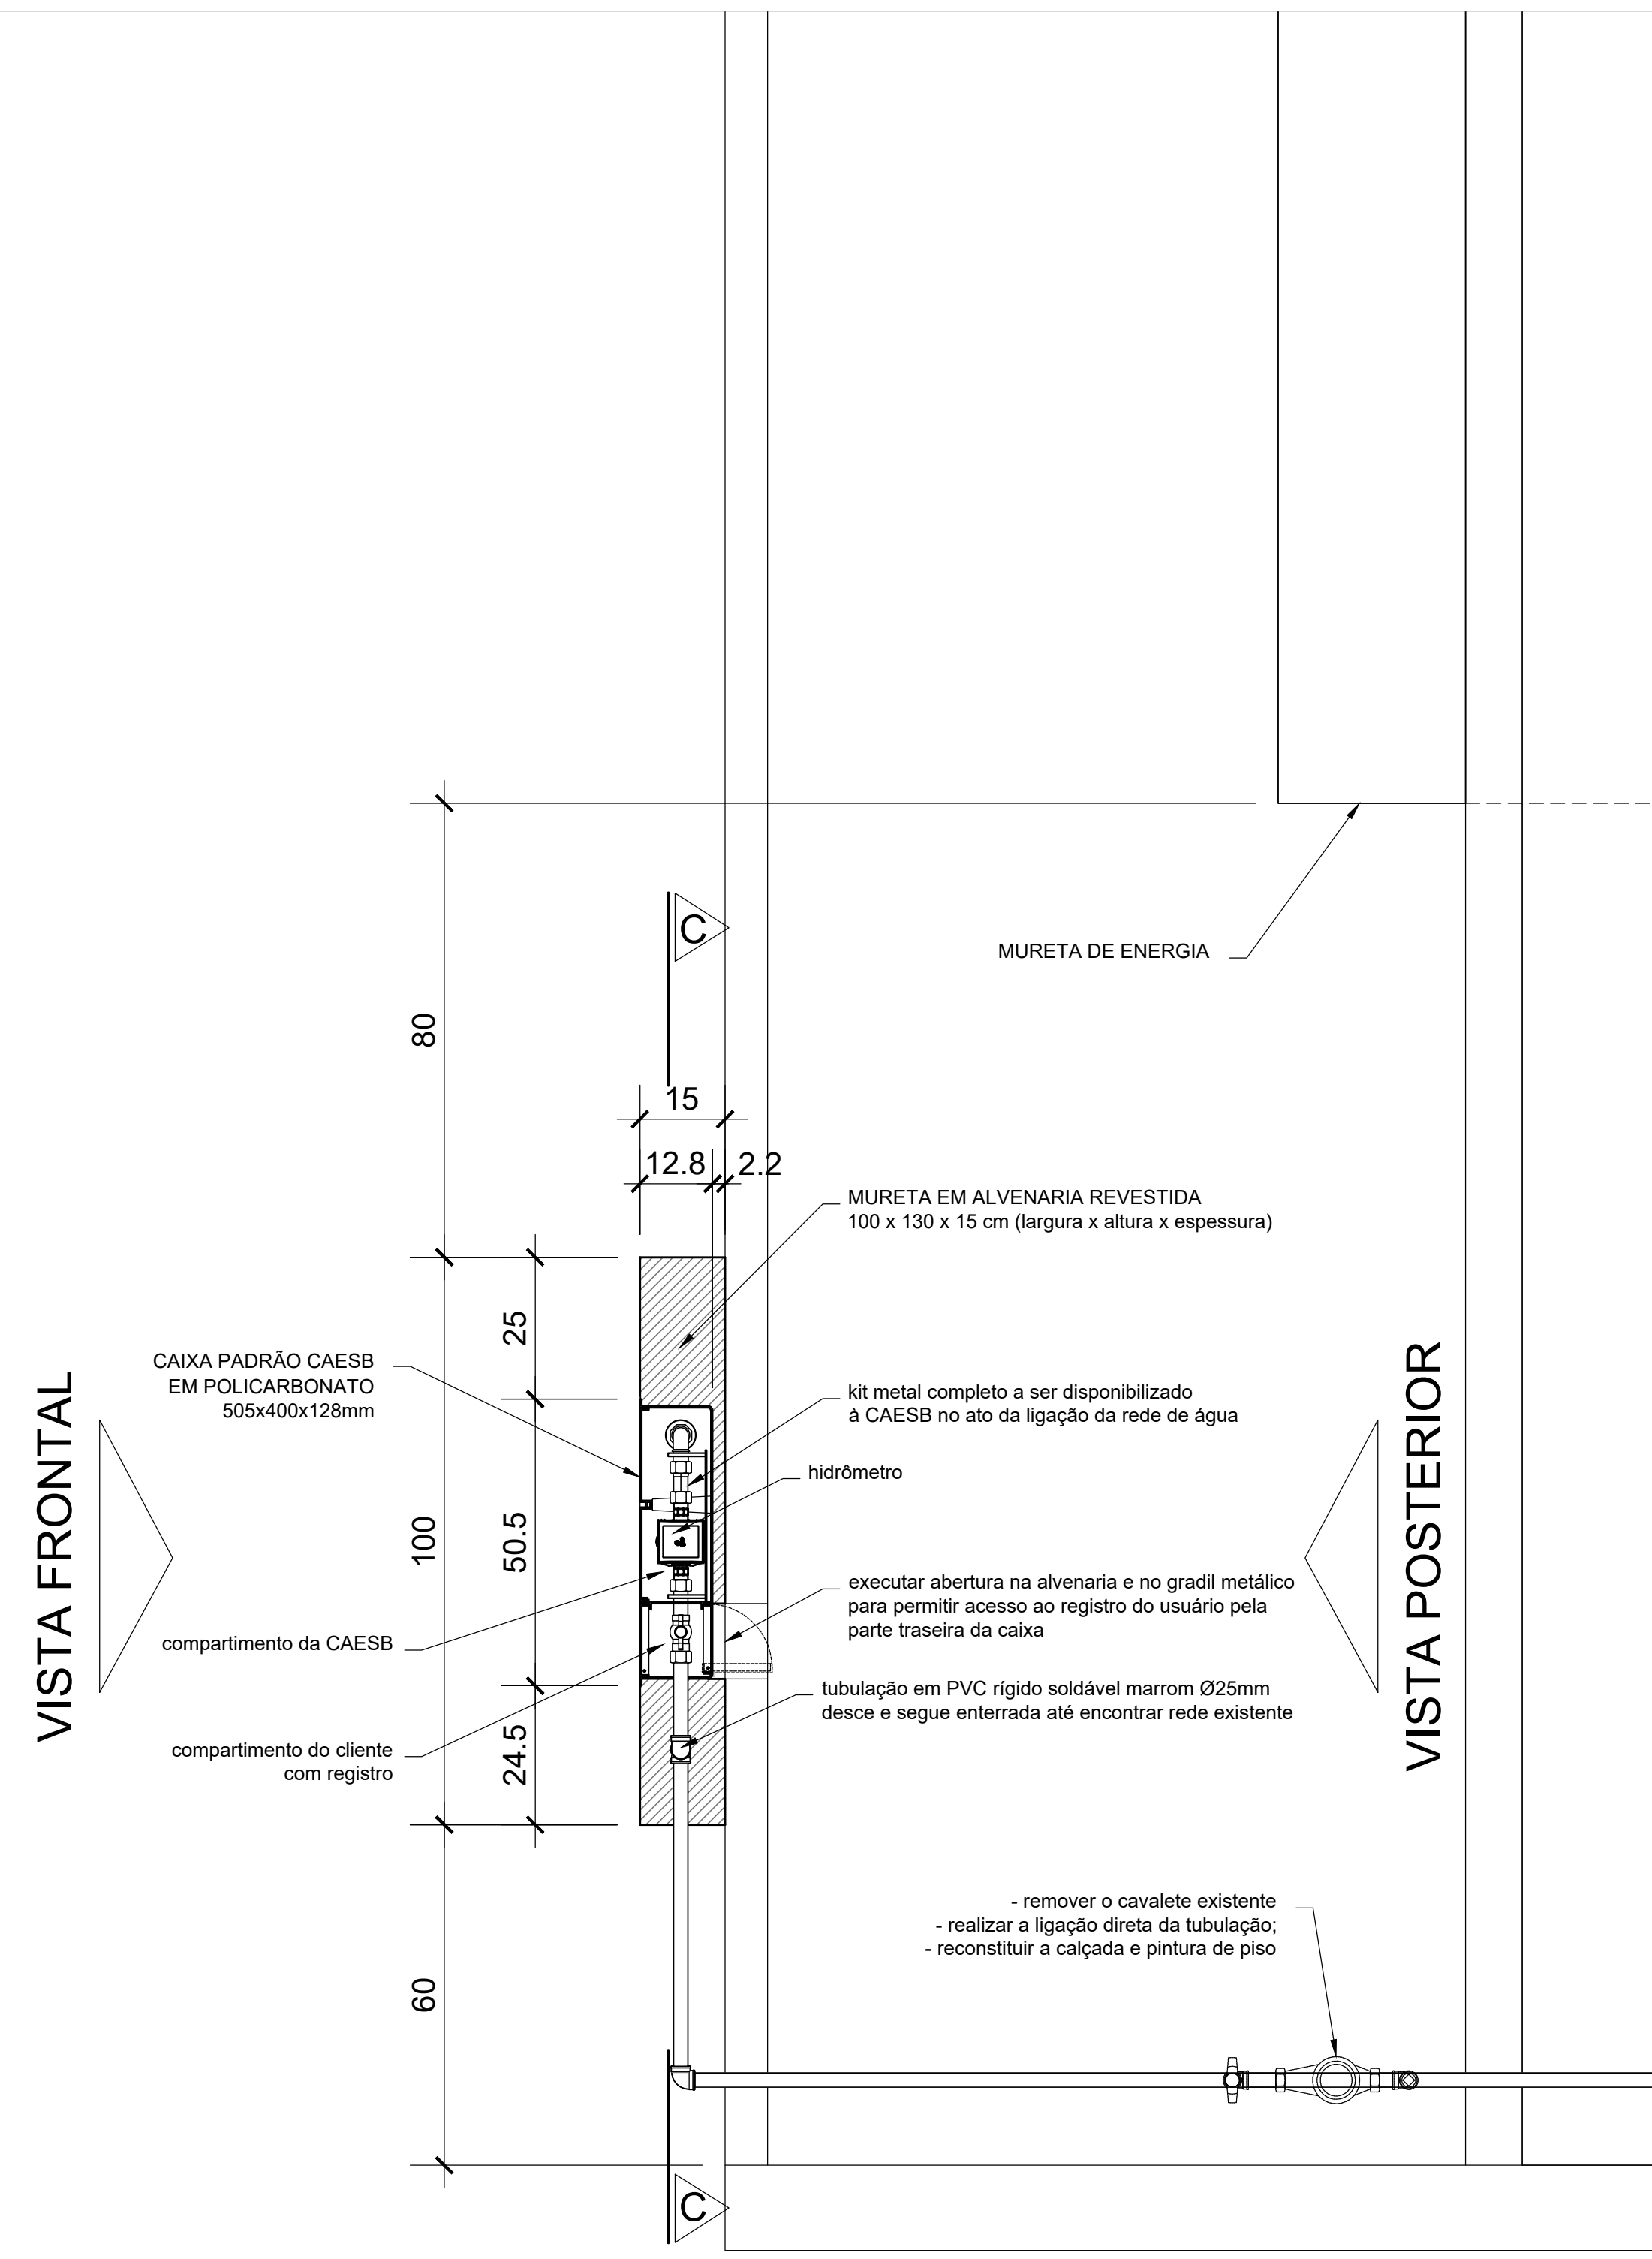 C
MURETA DE ENERGIA
80
15
12.8
2.2
MURETA EM ALVENARIA REVESTIDA
100 x 130 x 15 cm (largura x altura x espessura)
25
CAIXA PADRÃO CAESB
EM POLICARBONATO
505x400x128mm
VISTA FRONTAL
VISTA POSTERIOR
kit metal completo a ser disponibilizado
à CAESB no ato da ligação da rede de água
hidrômetro
100
50.5
executar abertura na alvenaria e no gradil metálico
para permitir acesso ao registro do usuário pela
parte traseira da caixa
compartimento da CAESB
tubulação em PVC rígido soldável marrom Ø25mm
desce e segue enterrada até encontrar rede existente
24.5
compartimento do cliente
com registro
- remover o cavalete existente
- realizar a ligação direta da tubulação;
- reconstituir a calçada e pintura de piso
60
C